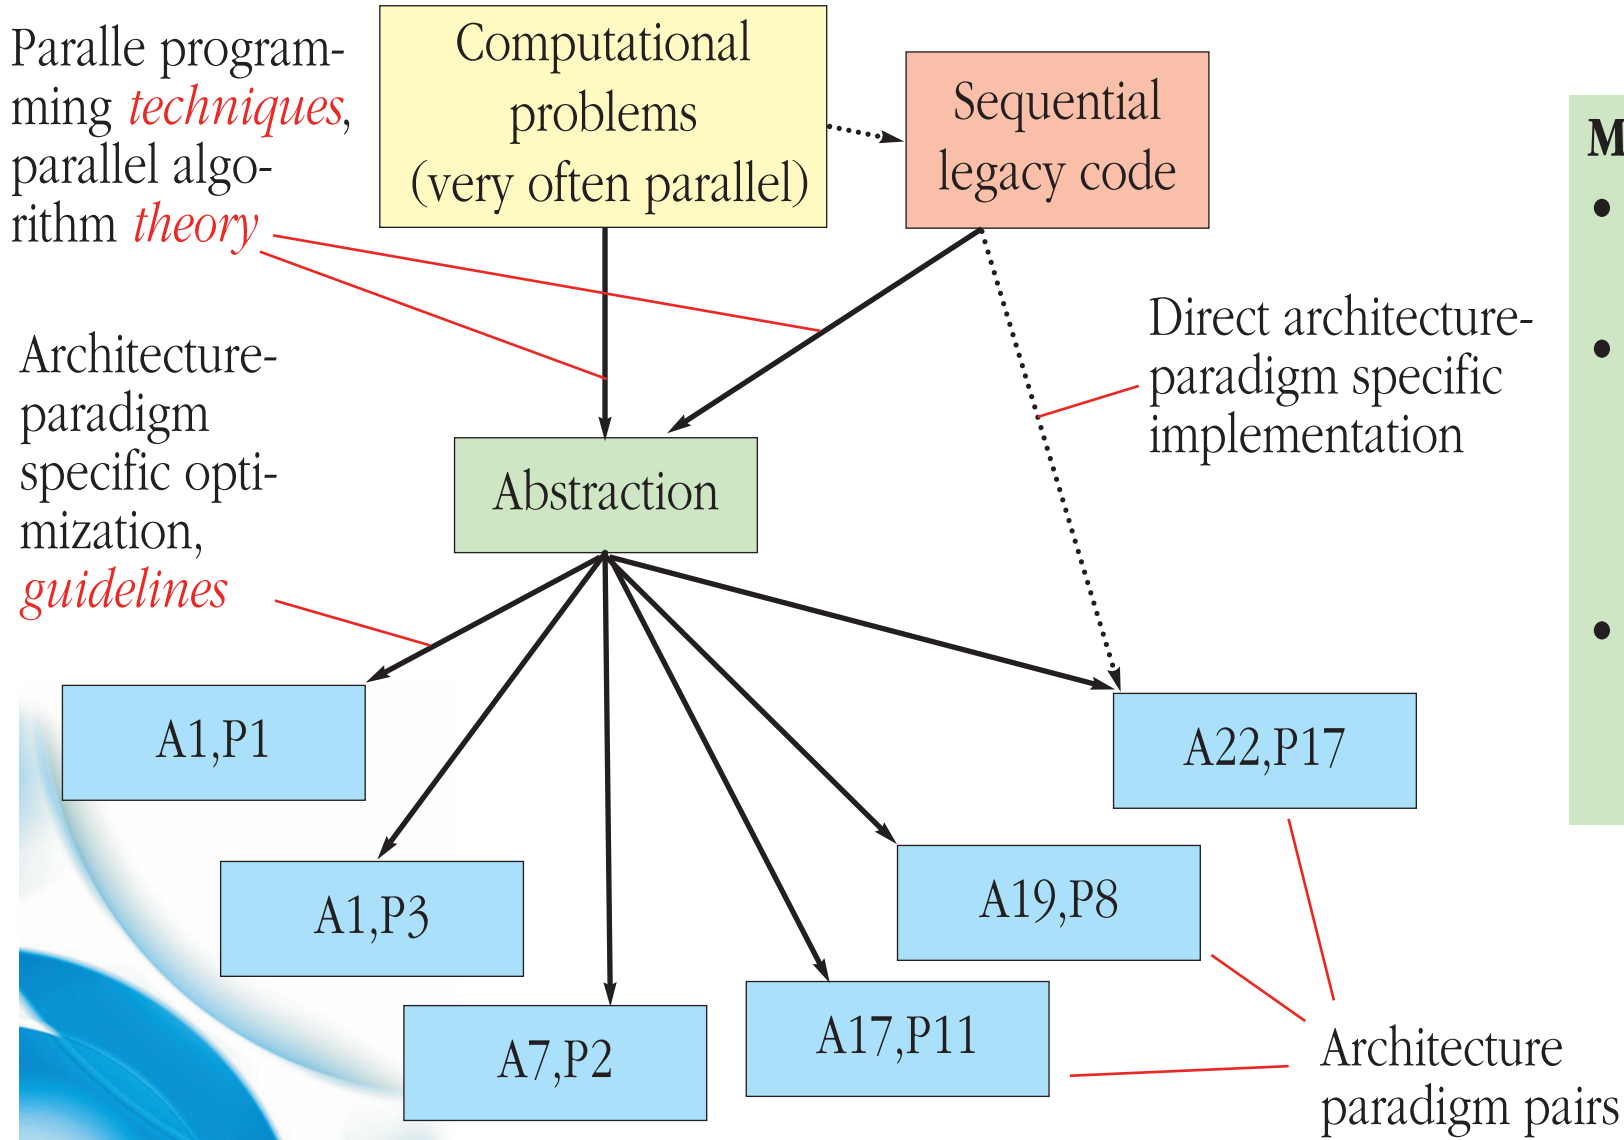 Paralle program-
ming techniques,
parallel algo-
rithm theory
Computational
problems
(very often parallel)
Sequential
legacy code
M
•
•
•
Direct architecture-
paradigm specific
implementation
Architecture-
paradigm
specific opti-
mization,
guidelines
Abstraction
A1,P1
A22,P17
A1,P3
A19,P8
A7,P2
A17,P11
Architecture
paradigm pairs